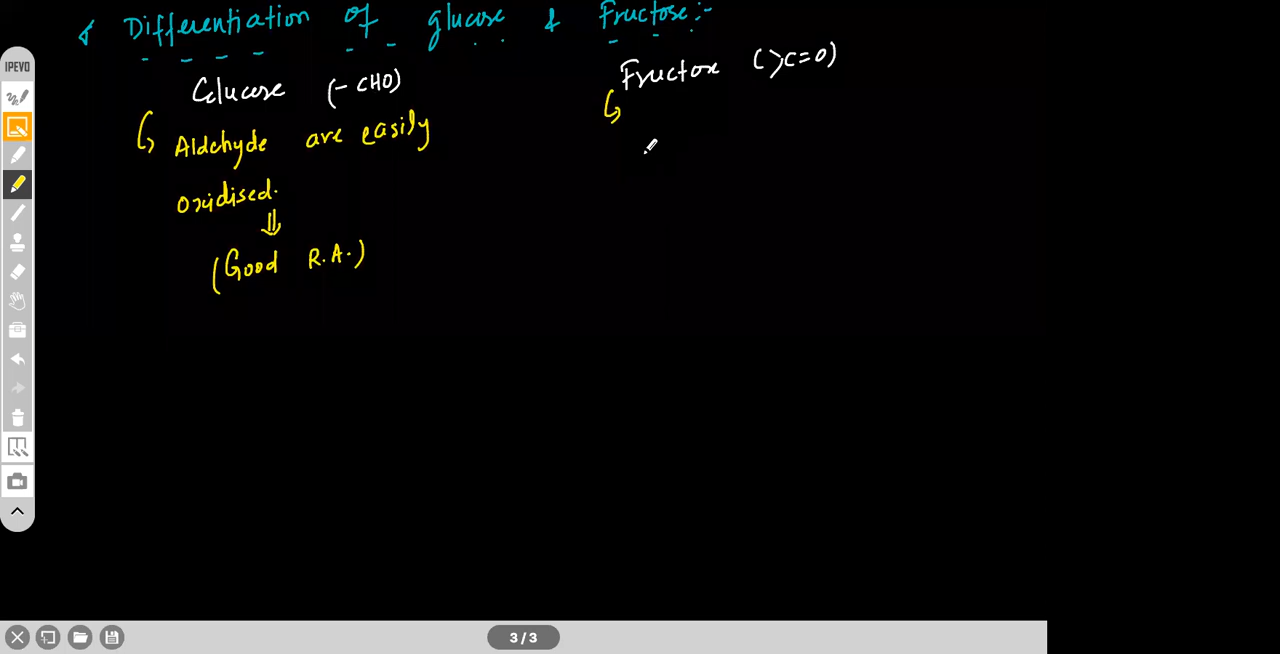 Differentiation of glucose & Fructose:-
IPEVO
Glucose (-CHO)
Fructose (>C=O)
Aldehyde are easily
oxidised.
⇓
(Good R.A.)
3/3